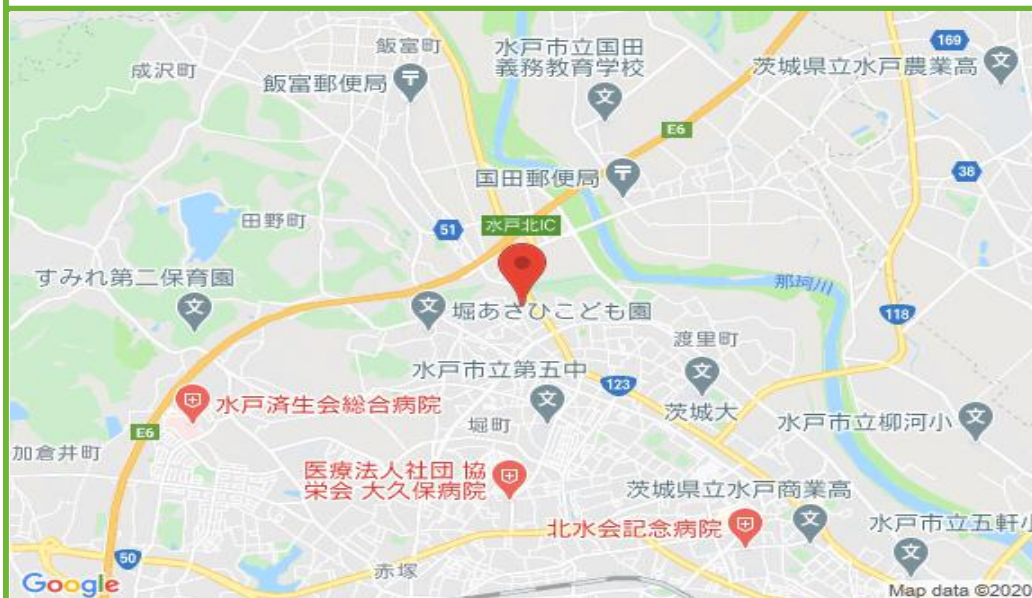 飯富町
水戸市立国田
義務教育学校
169
茨城県立水戸農業高
成沢町
飯富郵便局
E6
国田郵便局
38
田野町
51
水戸北IC
すみれ第二保育園
那珂川
堀あさひこども園
118
渡里町
水戸市立第五中
123
水戸済生会総合病院
茨城大
堀町
水戸市立柳河小
E6
加倉井町
医療法人社団 協
栄会 大久保病院
茨城県立水戸商業高
北水会記念病院
水戸市立五軒小
50
赤塚
Google
Map data ©2020